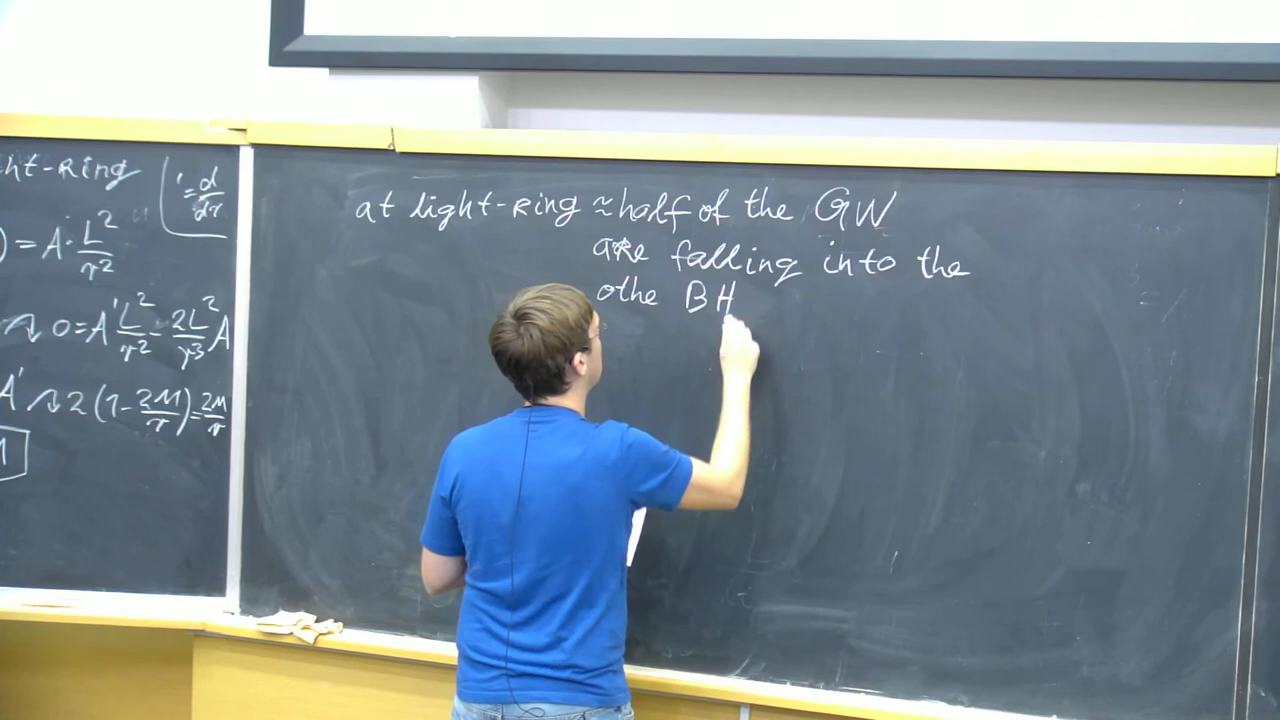 ht-Ring
'=d/dr
) = A · L²/r²
↝ 0 = A' L²/r² - 2L²/r³ A
A' ↝ 2 (1 - 2M/r) = 2M/r
at light-Ring ≈ half of the GW
are falling into the
othe BH